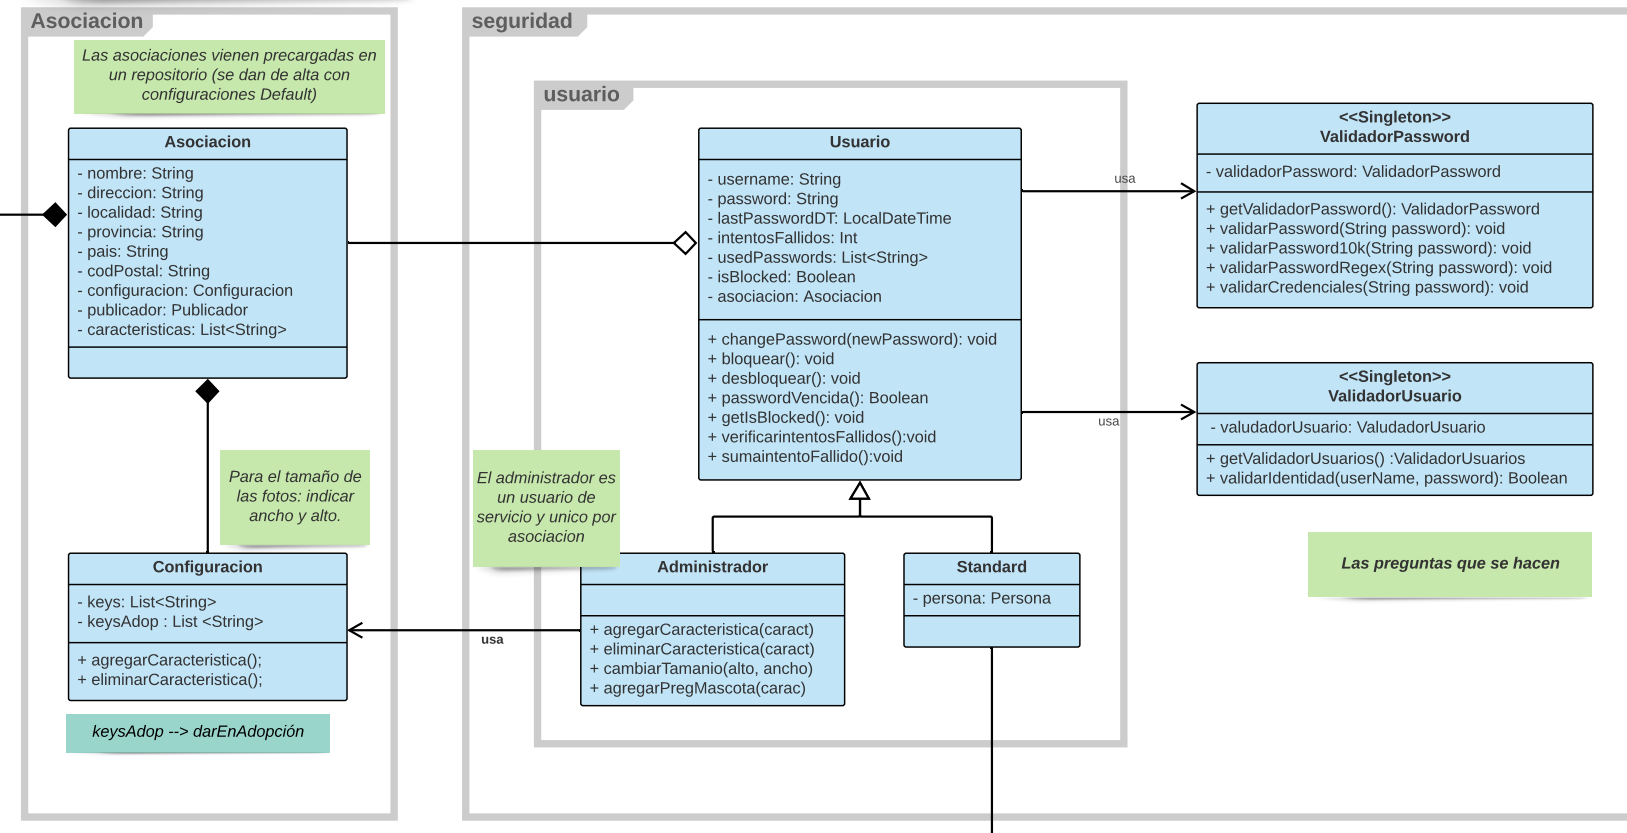 Asociacion
Las asociaciones vienen precargadas en
un repositorio (se dan de alta con
configuraciones Default)
Asociacion
- nombre: String
- direccion: String
- localidad: String
- provincia: String
- pais: String
- codPostal: String
- configuracion: Configuracion
- publicador: Publicador
- caracteristicas: List<String>
Para el tamaño de
las fotos: indicar
ancho y alto.
Configuracion
- keys: List<String>
- keysAdop : List <String>
+ agregarCaracteristica();
+ eliminarCaracteristica();
keysAdop --> darEnAdopción
usa
seguridad
usuario
Usuario
- username: String
- password: String
- lastPasswordDT: LocalDateTime
- intentosFallidos: Int
- usedPasswords: List<String>
- isBlocked: Boolean
- asociacion: Asociacion
+ changePassword(newPassword): void
+ bloquear(): void
+ desbloquear(): void
+ passwordVencida(): Boolean
+ getIsBlocked(): void
+ verificarintentosFallidos():void
+ sumaintentoFallido():void
El administrador es
un usuario de
servicio y unico por
asociacion
Administrador
+ agregarCaracteristica(caract)
+ eliminarCaracteristica(caract)
+ cambiarTamanio(alto, ancho)
+ agregarPregMascota(carac)
Standard
- persona: Persona
usa
<<Singleton>>
ValidadorPassword
- validadorPassword: ValidadorPassword
+ getValidadorPassword(): ValidadorPassword
+ validarPassword(String password): void
+ validarPassword10k(String password): void
+ validarPasswordRegex(String password): void
+ validarCredenciales(String password): void
usa
<<Singleton>>
ValidadorUsuario
- valudadorUsuario: ValudadorUsuario
+ getValidadorUsuarios() :ValidadorUsuarios
+ validarIdentidad(userName, password): Boolean
Las preguntas que se hacen